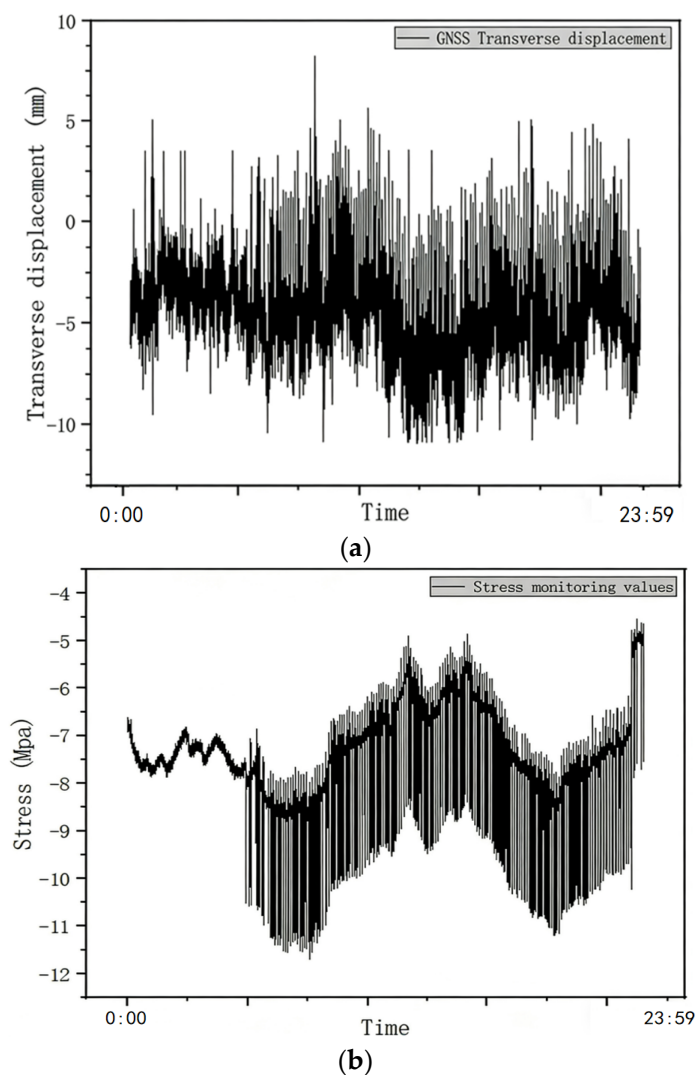 10
5
0
-5
-10
Transverse displacement (mm)
GNSS Transverse displacement
0:00
Time
23:59
(a)
-4
-5
-6
-7
-8
-9
-10
-11
-12
Stress (Mpa)
Stress monitoring values
0:00
Time
23:59
(b)